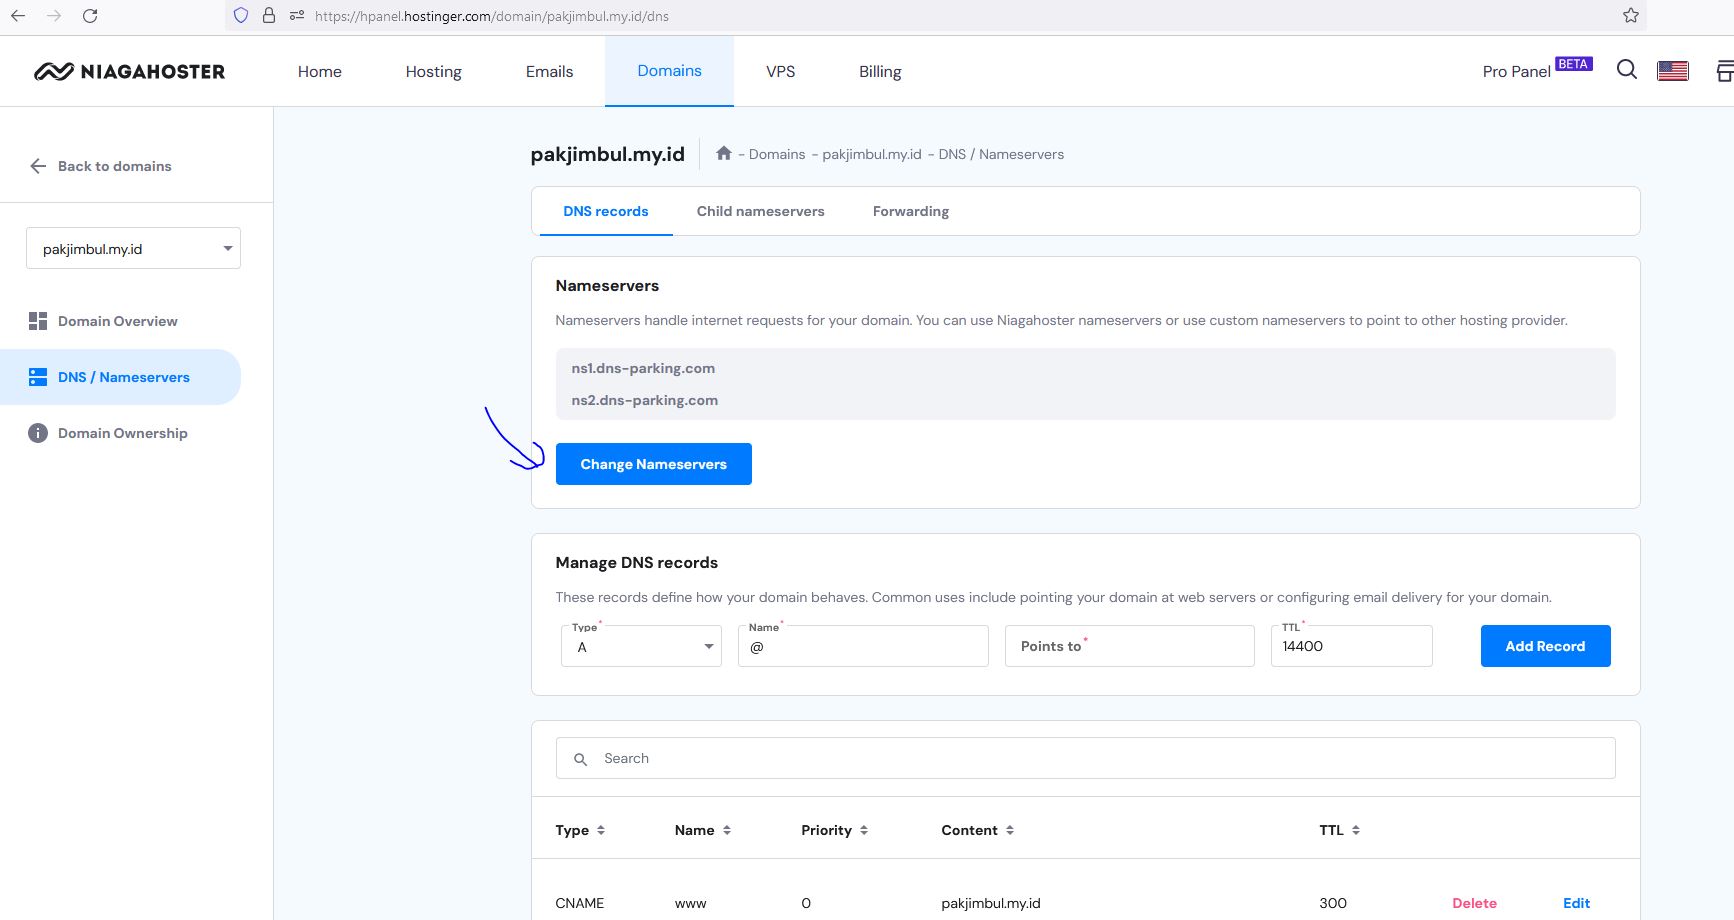 https://hpanel.hostinger.com/domain/pakjimbul.my.id/dns
NIAGAHOSTER
Home
Hosting
Emails
Domains
VPS
Billing
Pro Panel BETA
Back to domains
pakjimbul.my.id
Domain Overview
DNS / Nameservers
Domain Ownership
pakjimbul.my.id
- Domains - pakjimbul.my.id - DNS / Nameservers
DNS records
Child nameservers
Forwarding
Nameservers
Nameservers handle internet requests for your domain. You can use Niagahoster nameservers or use custom nameservers to point to other hosting provider.
ns1.dns-parking.com
ns2.dns-parking.com
Change Nameservers
Manage DNS records
These records define how your domain behaves. Common uses include pointing your domain at web servers or configuring email delivery for your domain.
Type*
A
Name*
@
Points to*
TTL*
14400
Add Record
Search
Type Name Priority Content TTL
CNAME www 0 pakjimbul.my.id 300 Delete Edit